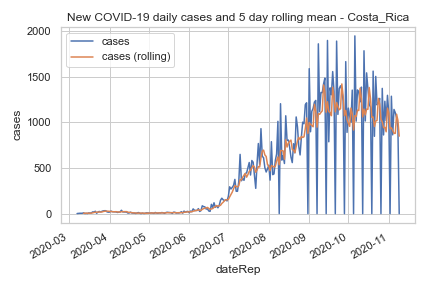 New COVID-19 daily cases and 5 day rolling mean - Costa_Rica
cases
cases (rolling)
2000
1500
1000
500
0
cases
2020-03
2020-04
2020-05
2020-06
2020-07
2020-08
2020-09
2020-10
2020-11
dateRep